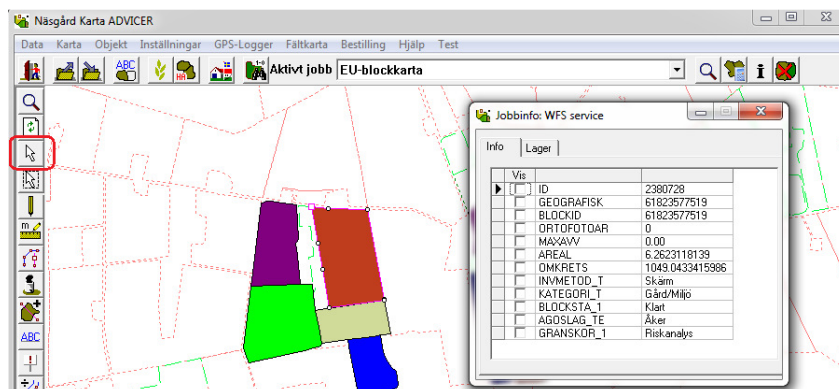 Näsgård Karta ADVICER
Data Karta Objekt Inställningar GPS-Logger Fältkarta Bestilling Hjälp Test
ABC HA Aktivt jobb EU-blockkarta i
Jobbinfo: WFS service
Info Lager
Vis
ID 2380728
GEOGRAFISK 61823577519
BLOCKID 61823577519
ORTOFOTOAR 0
MAXAVV 0.00
AREAL 6.2623118139
OMKRETS 1049.0433415986
INVMETOD_T Skärm
KATEGORI_T Gård/Miljö
BLOCKSTA_1 Klart
AGOSLAG_TE Åker
GRANSKOR_1 Riskanalys
m
ABC